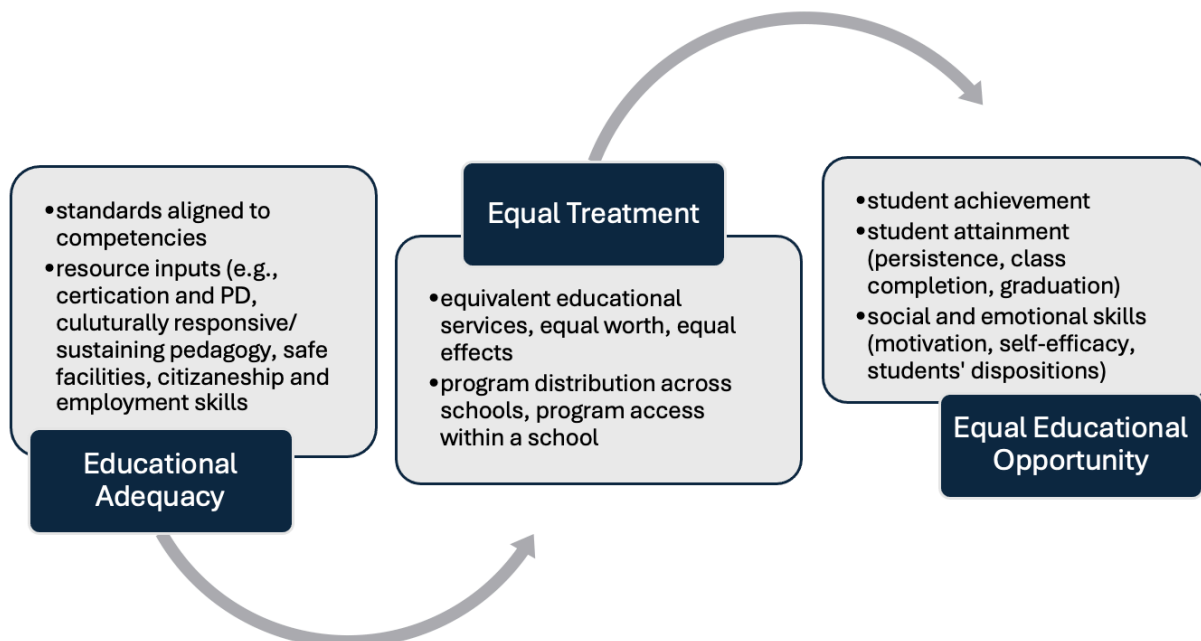 •standards aligned to
competencies
•resource inputs (e.g.,
certication and PD,
culuturally responsive/
sustaining pedagogy, safe
facilities, citizaneship and
employment skills
Educational
Adequacy
Equal Treatment
•equivalent educational
services, equal worth, equal
effects
•program distribution across
schools, program access
within a school
•student achievement
•student attainment
(persistence, class
completion, graduation)
•social and emotional skills
(motivation, self-efficacy,
students' dispositions)
Equal Educational
Opportunity